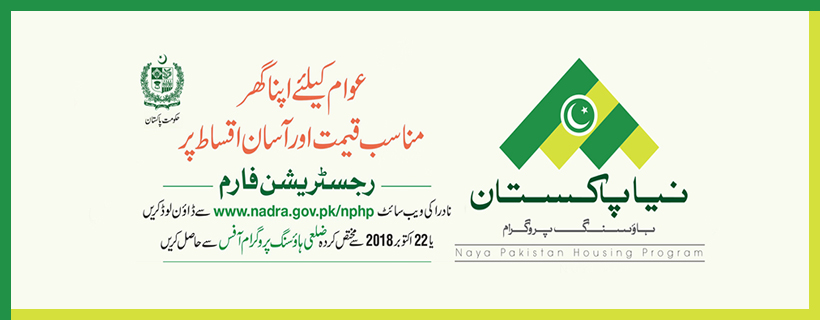 حکومت پاکستان
عوام کیلئے اپنا گھر
مناسب قیمت اور آسان اقساط پر
رجسٹریشن فارم
نادرا کی ویب سائٹ www.nadra.gov.pk/nphp سے ڈاؤن لوڈ کریں
یا 22 اکتوبر 2018 سے مختص کردہ ضلعی ہاؤسنگ پروگرام آفس سے حاصل کریں
نیا پاکستان
ہاؤسنگ پروگرام
Naya Pakistan Housing Program